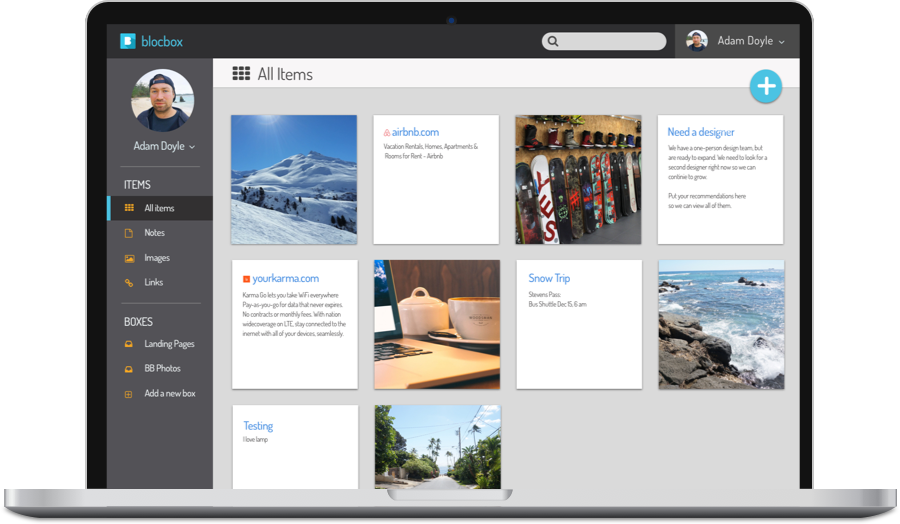 blocbox
Adam Doyle
All Items
Adam Doyle
ITEMS
All items
Notes
Images
Links
BOXES
Landing Pages
BB Photos
Add a new box
airbnb.com
Vacation Rentals, Homes, Apartments &
Rooms for Rent - Airbnb
YES.
Need a designer
We have a one-person design team, but
are ready to expand. We need to look for a
second designer right now so we can
continie to grow.
Put your recommendations here
so we can view all of them.
yourkarma.com
Karma Go lets you take WiFi everywhere
Pay-as-you-go for data that never expires.
No contracts or monthly fees. With nation
widecoverage on LTE, stay connected to the
inernet with all of your devices, seamlessly.
Snow Trip
Stevens Pass:
Bus Shuttle Dec 15, 6 am
Testing
I love lamp